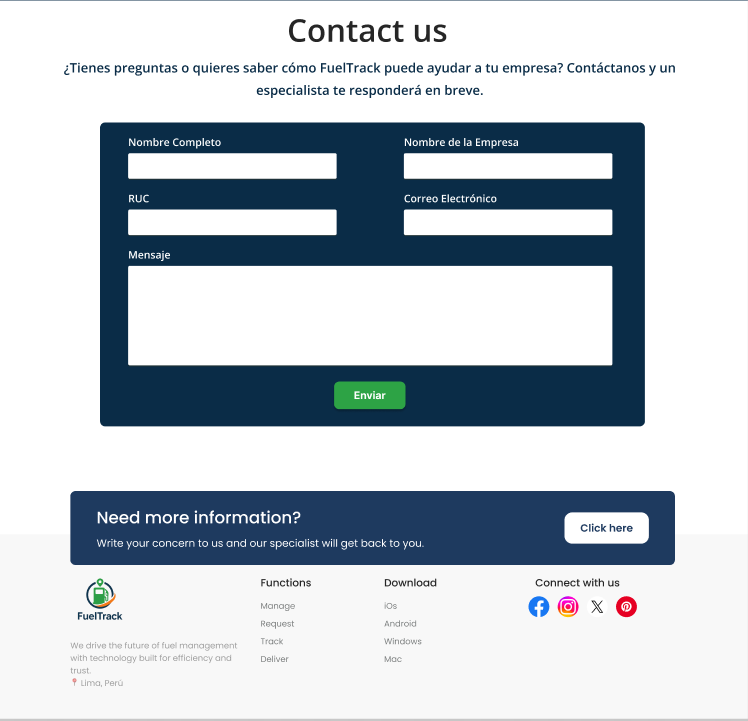 Contact us
¿Tienes preguntas o quieres saber cómo FuelTrack puede ayudar a tu empresa? Contáctanos y un
especialista te responderá en breve.
Nombre Completo
Nombre de la Empresa
RUC
Correo Electrónico
Mensaje
Enviar
Need more information?
Write your concern to us and our specialist will get back to you.
Click here
FuelTrack
We drive the future of fuel management
with technology built for efficiency and
trust.
📍 Lima, Perú
Functions
Manage
Request
Track
Deliver
Download
iOs
Android
Windows
Mac
Connect with us